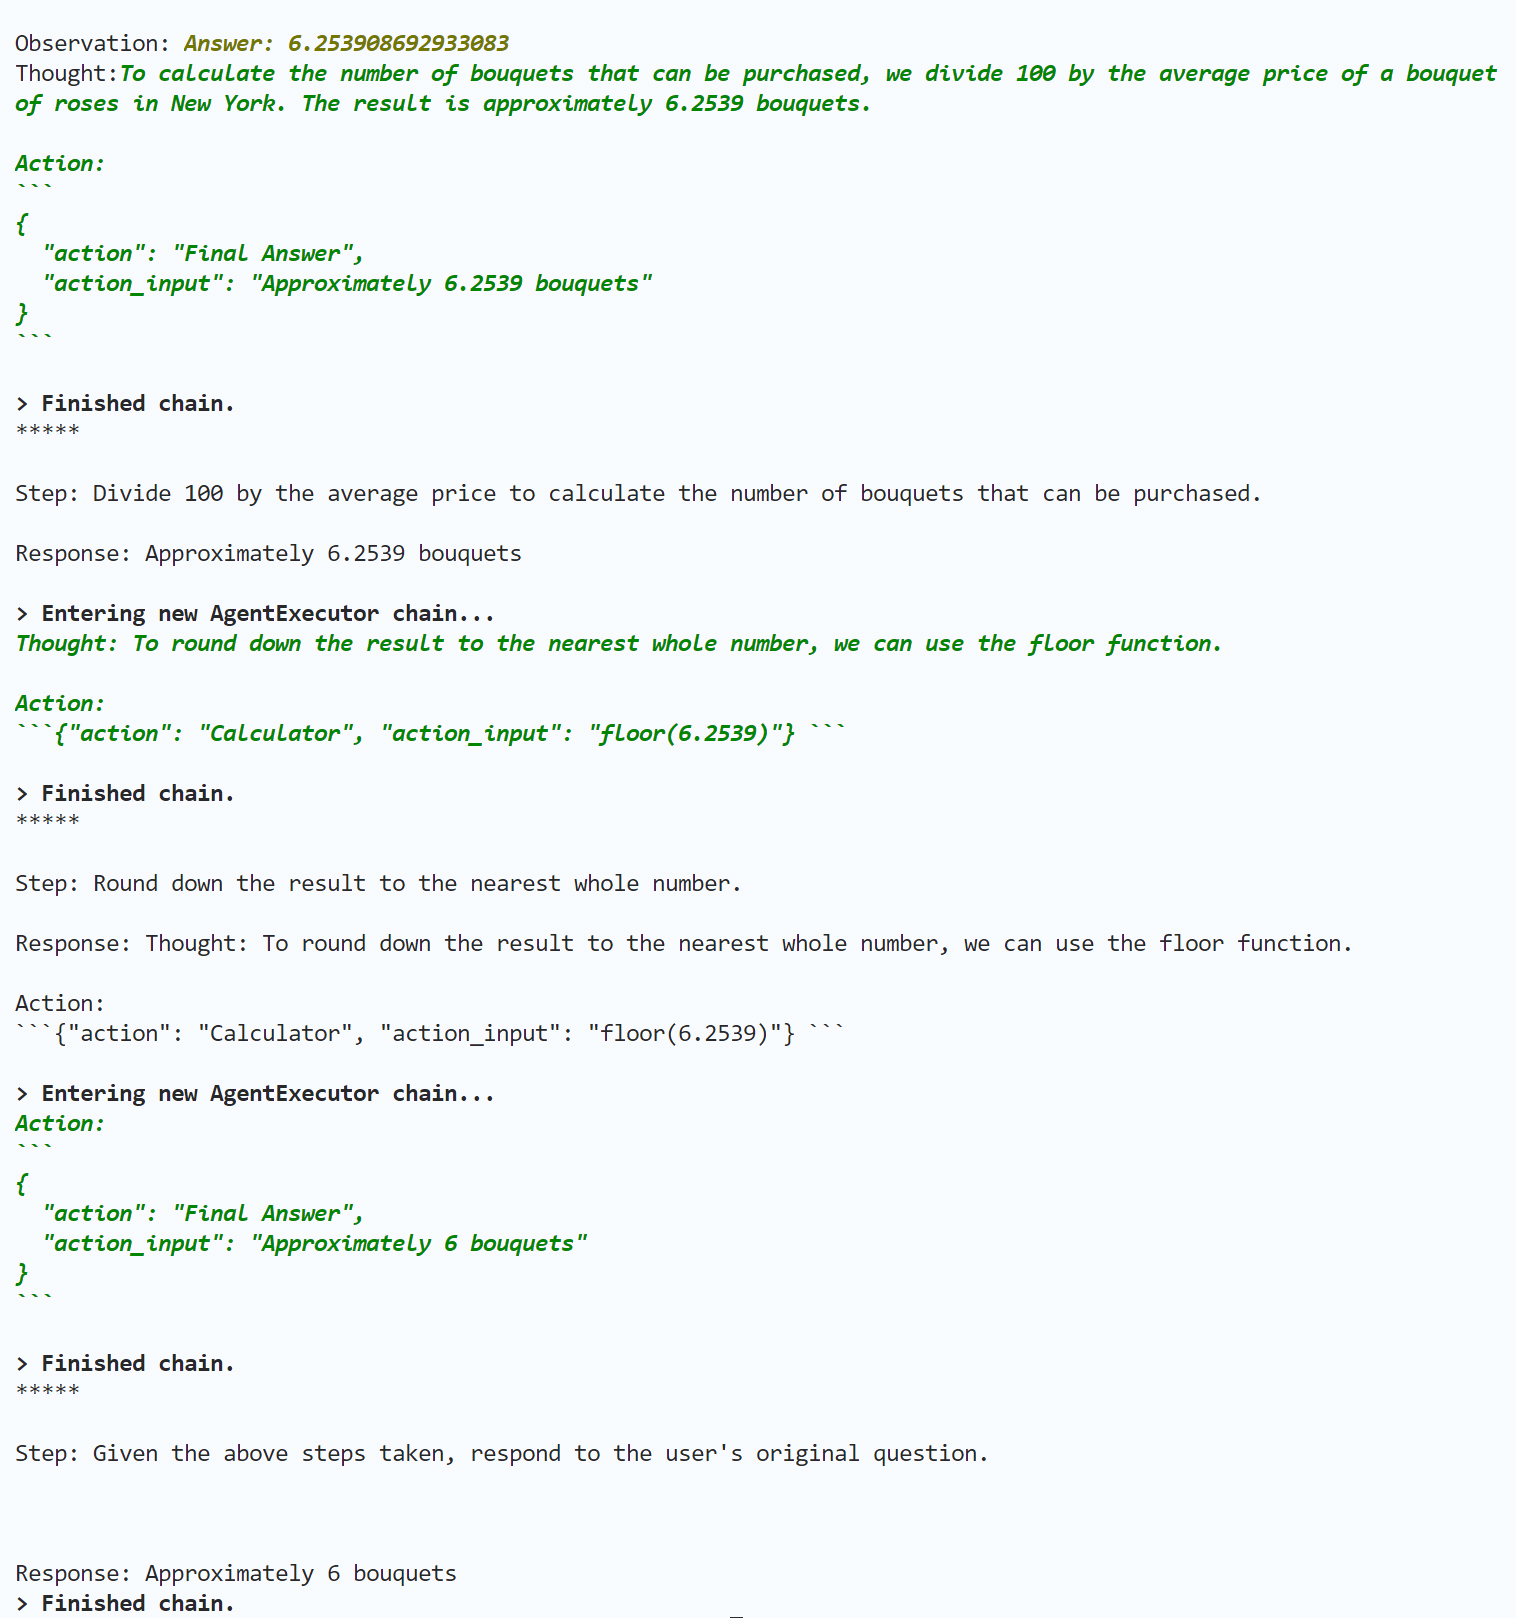 Observation: Answer: 6.253908692933083
Thought:To calculate the number of bouquets that can be purchased, we divide 100 by the average price of a bouquet
of roses in New York. The result is approximately 6.2539 bouquets.
Action:
```
{
  "action": "Final Answer",
  "action_input": "Approximately 6.2539 bouquets"
}
```
> Finished chain.
*****
Step: Divide 100 by the average price to calculate the number of bouquets that can be purchased.
Response: Approximately 6.2539 bouquets
> Entering new AgentExecutor chain...
Thought: To round down the result to the nearest whole number, we can use the floor function.
Action:
```{"action": "Calculator", "action_input": "floor(6.2539)"} ```
> Finished chain.
*****
Step: Round down the result to the nearest whole number.
Response: Thought: To round down the result to the nearest whole number, we can use the floor function.
Action:
```{"action": "Calculator", "action_input": "floor(6.2539)"} ```
> Entering new AgentExecutor chain...
Action:
```
{
  "action": "Final Answer",
  "action_input": "Approximately 6 bouquets"
}
```
> Finished chain.
*****
Step: Given the above steps taken, respond to the user's original question.
Response: Approximately 6 bouquets
> Finished chain.